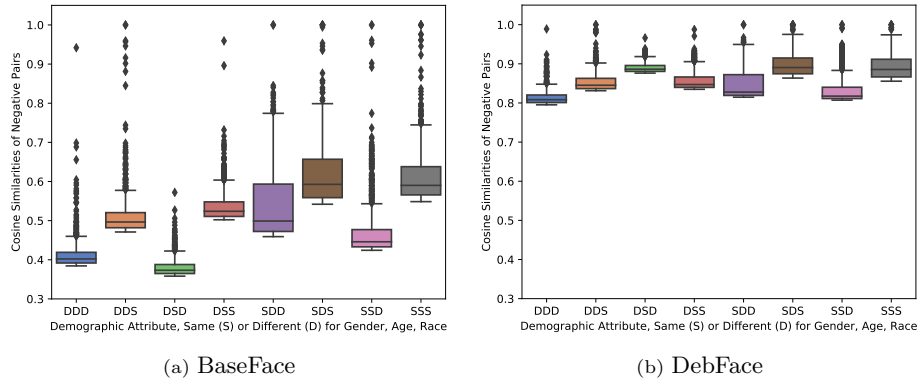 Cosine Similarities of Negative Pairs
1.0
0.9
0.8
0.7
0.6
0.5
0.4
0.3
DDD DDS DSD DSS SDD SDS SSD SSS
Demographic Attribute, Same (S) or Different (D) for Gender, Age, Race
(a) BaseFace
Cosine Similarities of Negative Pairs
1.0
0.9
0.8
0.7
0.6
0.5
0.4
0.3
DDD DDS DSD DSS SDD SDS SSD SSS
Demographic Attribute, Same (S) or Different (D) for Gender, Age, Race
(b) DebFace